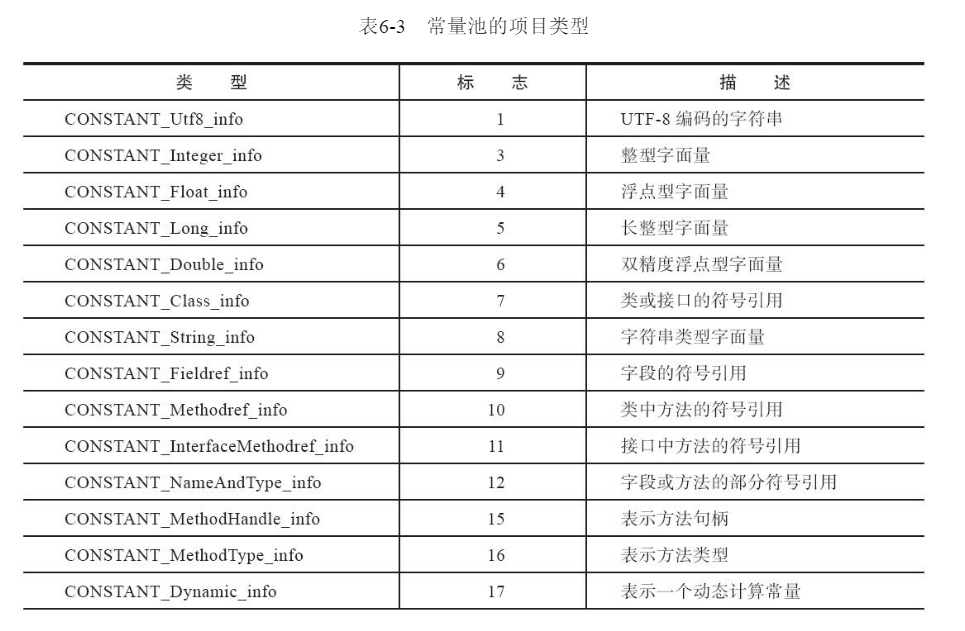 表6-3 常量池的项目类型
类 型 标 志 描 述
CONSTANT_Utf8_info 1 UTF-8 编码的字符串
CONSTANT_Integer_info 3 整型字面量
CONSTANT_Float_info 4 浮点型字面量
CONSTANT_Long_info 5 长整型字面量
CONSTANT_Double_info 6 双精度浮点型字面量
CONSTANT_Class_info 7 类或接口的符号引用
CONSTANT_String_info 8 字符串类型字面量
CONSTANT_Fieldref_info 9 字段的符号引用
CONSTANT_Methodref_info 10 类中方法的符号引用
CONSTANT_InterfaceMethodref_info 11 接口中方法的符号引用
CONSTANT_NameAndType_info 12 字段或方法的部分符号引用
CONSTANT_MethodHandle_info 15 表示方法句柄
CONSTANT_MethodType_info 16 表示方法类型
CONSTANT_Dynamic_info 17 表示一个动态计算常量